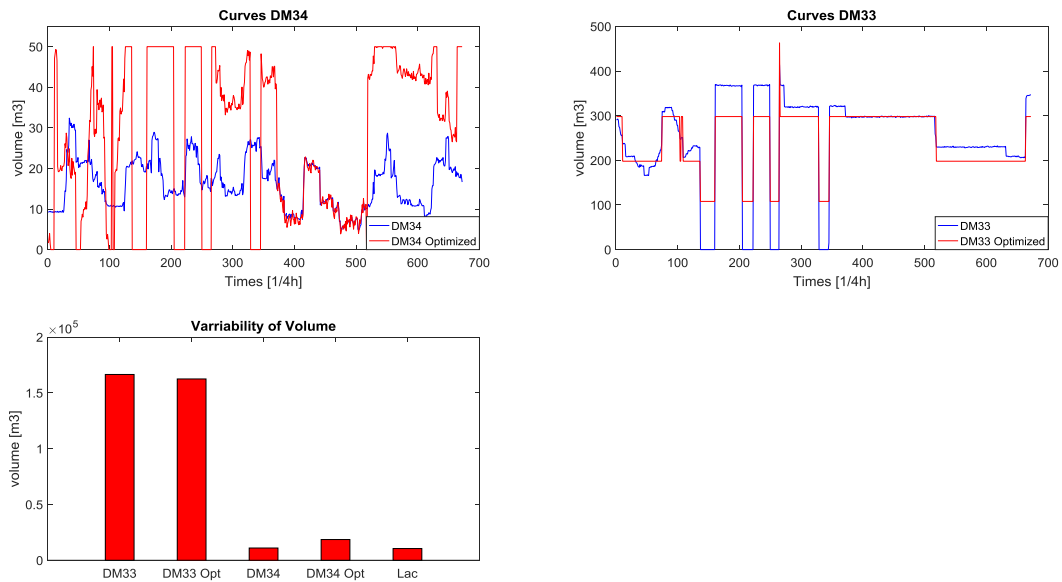 Curves DM34
volume [m3]
50
40
30
20
10
0
0 100 200 300 400 500 600 700
Times [1/4h]
DM34
DM34 Optimized
Curves DM33
volume [m3]
500
400
300
200
100
0
0 100 200 300 400 500 600 700
Times [1/4h]
DM33
DM33 Optimized
Varriability of Volume
×10^5
volume [m3]
2
1.5
1
0.5
0
DM33 DM33 Opt DM34 DM34 Opt Lac